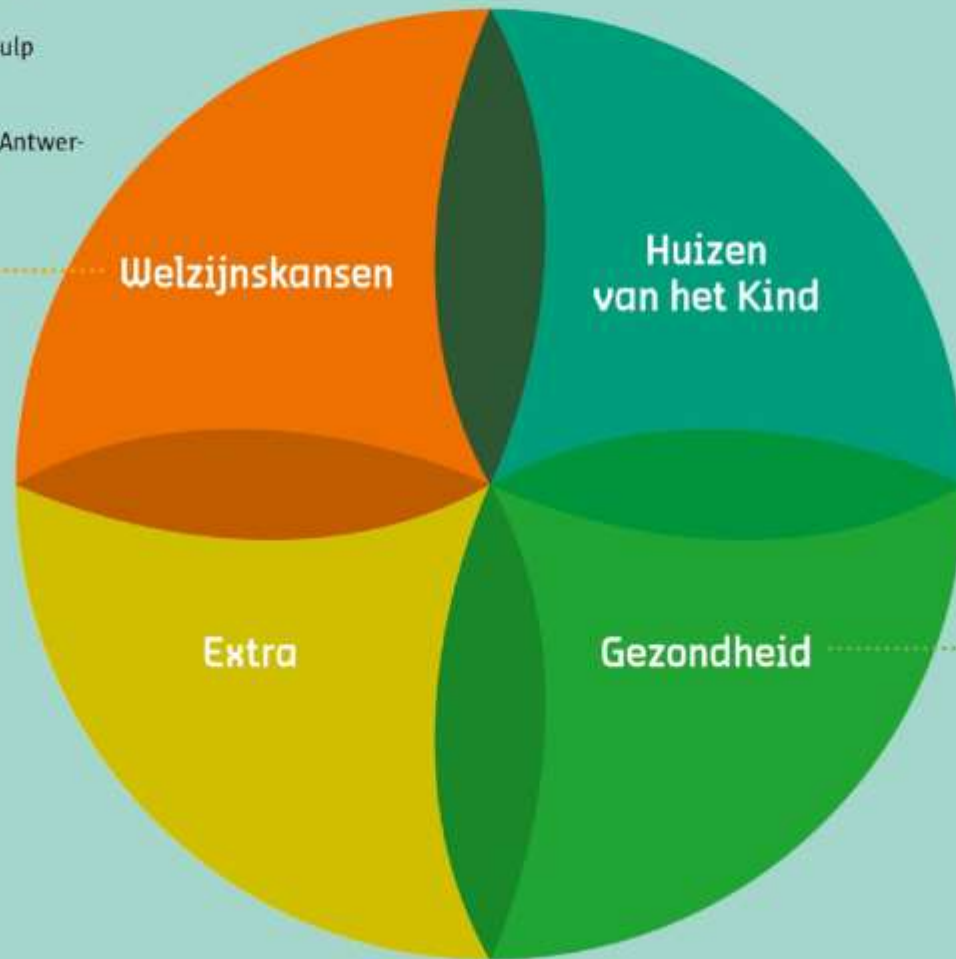 ulp
Antwer-
Welzijnskansen
Huizen
van het Kind
Extra
Gezondheid